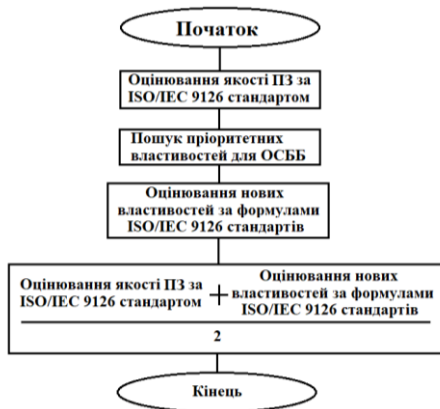 Початок
Оцінювання якості ПЗ за
ISO/IEC 9126 стандартом
Пошук пріоритетних
властивостей для ОСББ
Оцінювання нових
властивостей за формулами
ISO/IEC 9126 стандартів
Оцінювання якості ПЗ за
ISO/IEC 9126 стандартом
+
Оцінювання нових
властивостей за формулами
ISO/IEC 9126 стандартів
2
Кінець